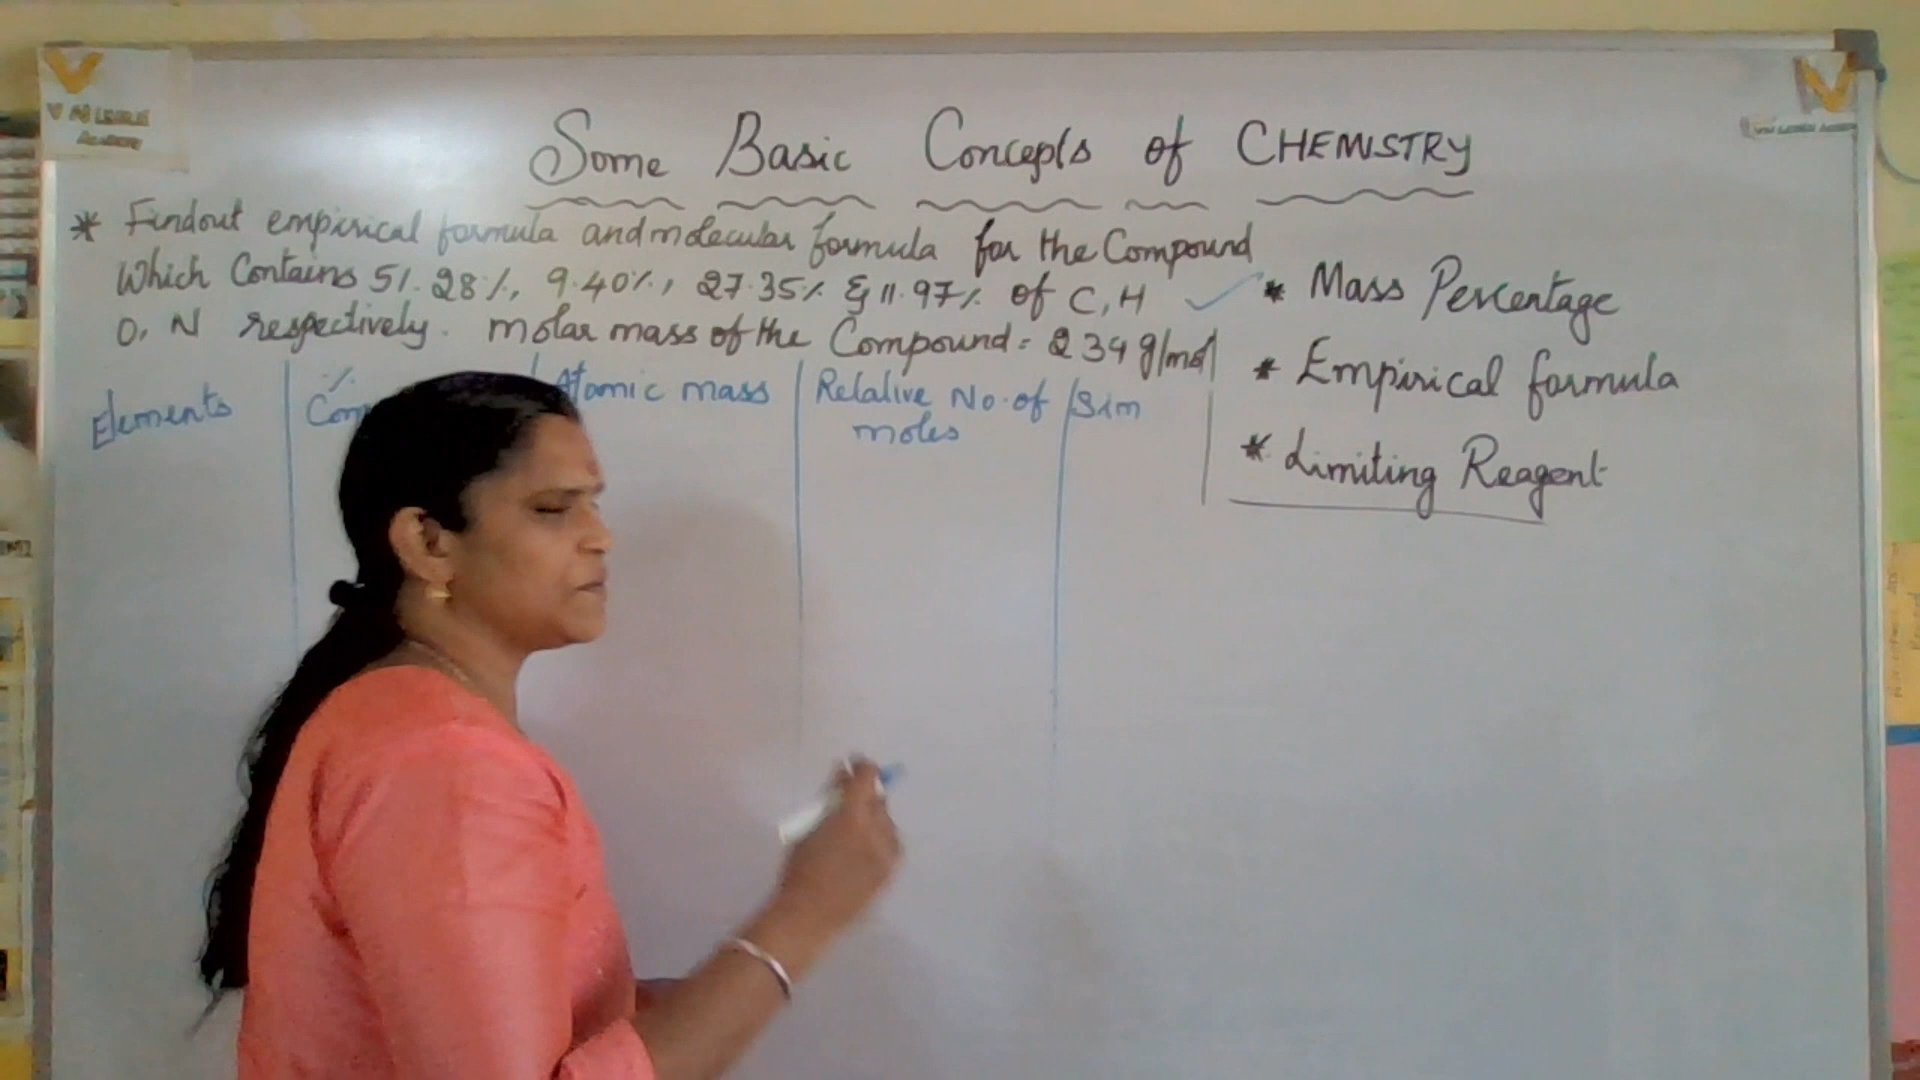 Some Basic Concepts of CHEMISTRY
* Findout empirical formula and molecular formula for the Compound
Which Contains 51.28%, 9.40%, 27.35% & 11.97% of C, H
O, N respectively. molar mass of the Compound = 234 g/mol
Elements
%
Com
Atomic mass
Relative No. of
moles
Sim
* Mass Percentage
* Empirical formula
* Limiting Reagent